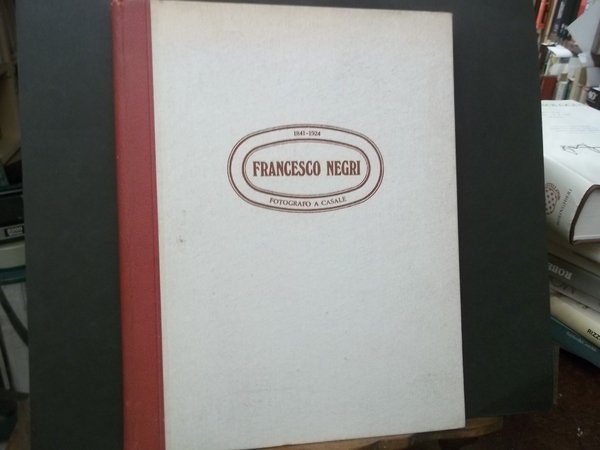 1841-1924
FRANCESCO NEGRI
FOTOGRAFO A CASALE